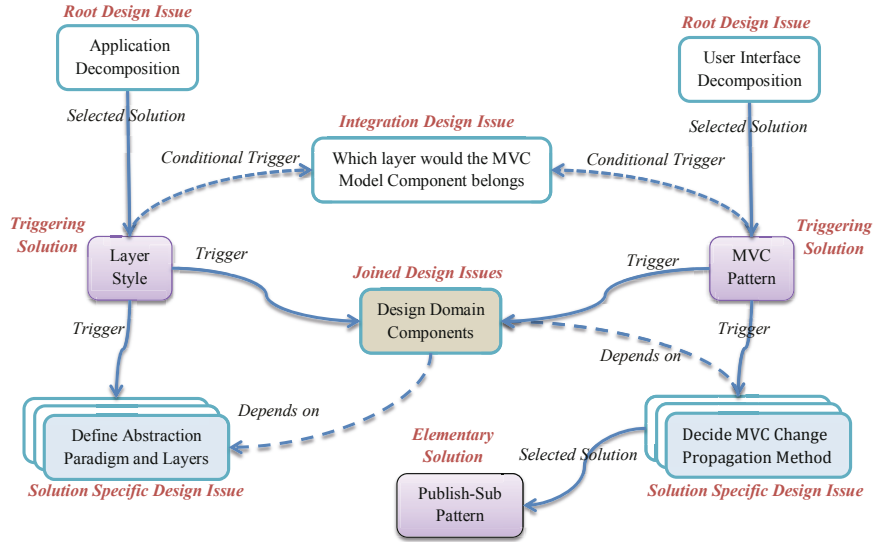 Root Design Issue
Application
Decomposition
Root Design Issue
User Interface
Decomposition
Selected Solution
Selected Solution
Integration Design Issue
Which layer would the MVC
Model Component belongs
Conditional Trigger
Conditional Trigger
Triggering
Solution
Layer
Style
Trigger
Trigger
Joined Design Issues
Design Domain
Components
Trigger
MVC
Pattern
Triggering
Solution
Trigger
Depends on
Depends on
Define Abstraction
Paradigm and Layers
Solution Specific Design Issue
Elementary
Solution
Selected Solution
Publish-Sub
Pattern
Decide MVC Change
Propagation Method
Solution Specific Design Issue